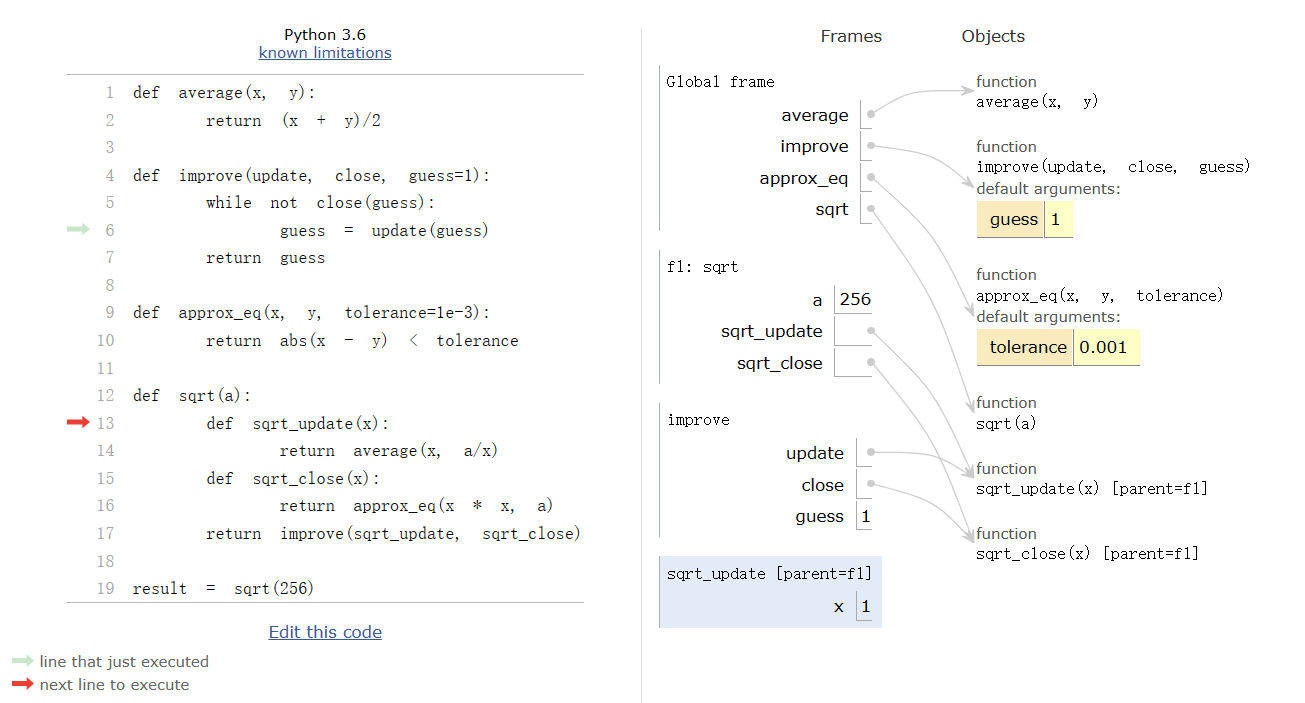 Python 3.6
known limitations
1 def average(x, y):
2 return (x + y)/2
3
4 def improve(update, close, guess=1):
5 while not close(guess):
6 guess = update(guess)
7 return guess
8
9 def approx_eq(x, y, tolerance=1e-3):
10 return abs(x - y) < tolerance
11
12 def sqrt(a):
13 def sqrt_update(x):
14 return average(x, a/x)
15 def sqrt_close(x):
16 return approx_eq(x * x, a)
17 return improve(sqrt_update, sqrt_close)
18
19 result = sqrt(256)
Edit this code
line that just executed
next line to execute
Frames
Objects
Global frame
average
improve
approx_eq
sqrt
f1: sqrt
a 256
sqrt_update
sqrt_close
improve
update
close
guess 1
sqrt_update [parent=f1]
x 1
function
average(x, y)
function
improve(update, close, guess)
default arguments:
guess 1
function
approx_eq(x, y, tolerance)
default arguments:
tolerance 0.001
function
sqrt(a)
function
sqrt_update(x) [parent=f1]
function
sqrt_close(x) [parent=f1]